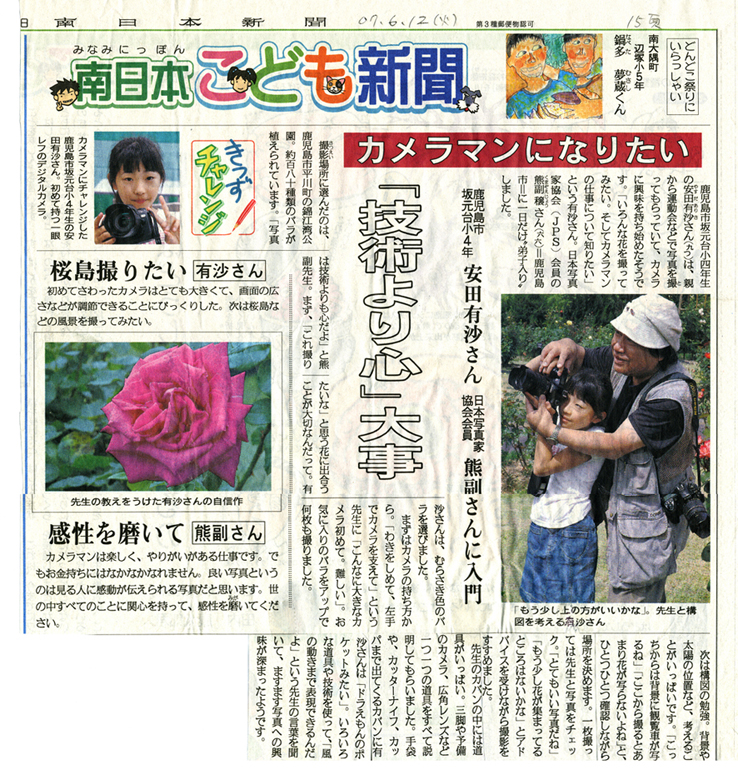 南日本新聞
07.6.12(火)
第3種郵便物認可
15頁
みなみにっぽん
南日本こども新聞
どんどこ祭りに
いらっしゃい
南大隅町
辺塚小5年
鍋多 夢蔵くん
カメラマンになりたい
「技術より心」大事
鹿児島市
坂元台小4年
安田有沙さん
日本写真家
協会会員
熊副さんに入門
きっず
チャレンジ!
カメラマンにチャレンジした
鹿児島市坂元台小4年生の安
田有沙さん。初めて持つ一眼
レフのデジタルカメラ。
鹿児島市坂元台小四年生
の安田有沙さん(九つ)は、親
から運動会などで写真を撮
ってもらっていて、カメラ
に興味を持ち始めたそうで
す。「いろんな花を撮って
みたい。そしてカメラマン
の仕事について知りたい」
という有沙さん。日本写真
家協会(JPS)会員の
熊副穣さん(六六)=鹿児島
市=に一日だけ"弟子入り"
しました。
撮影場所に選んだのは、
鹿児島市平川町の錦江湾公
園。約百八十種類のバラが
植えられています。「写真
は技術よりも心だよ」と熊
副先生。まず、「これ撮り
たいな」と思う花に出合う
ことが大切なんだって。有
沙さんは、むらさき色のバ
ラを選びました。
まずはカメラの持ち方か
ら。「わきをしめて、左手
でカメラを支えて」という
先生に「こんなに大きなカ
メラ初めて。難しい」。お
気に入りのバラをアップで
何枚も撮りました。
「もう少し上の方がいいかな」。先生と構
図を考える有沙さん
次は構図の勉強。背景や
太陽の位置など、考えるこ
とがいっぱいです。「こっ
ちからは背景に観覧車が写
るね」「ここから撮るとあ
まり花が写らないよね」と、
ひとつひとつ確認しながら
場所を決めます。一枚撮っ
ては先生と写真をチェッ
ク。「とてもいい写真だね」
「もう少し花が集まってる
ところはないかな」とアド
バイスを受けながら撮影を
すすめました。
先生のカバンの中には道
具がいっぱい。三脚や予備
のカメラ、広角レンズなど
一つ一つの道具をすべて説
明してもらいました。手袋
や、カッターナイフ、カッ
パまで出てくるカバンに有
沙さんは「ドラえもんのポ
ケットみたい」。いろいろ
な道具や技術を使って、「風
の動きまで表現できるんだ
よ」という先生の言葉を聞
いて、ますます写真への興
味が深まったようです。
桜島撮りたい 有沙さん
初めてさわったカメラはとても大きくて、画面の広
さなどが調節できることにびっくりした。次は桜島な
どの風景を撮ってみたい。
先生の教えをうけた有沙さんの自信作
感性を磨いて 熊副さん
カメラマンは楽しく、やりがいがある仕事です。で
もお金持ちにはなかなかなれません。良い写真という
のは見る人に感動が伝えられる写真だと思います。世
の中すべてのことに関心を持って、感性を磨いてくだ
さい。